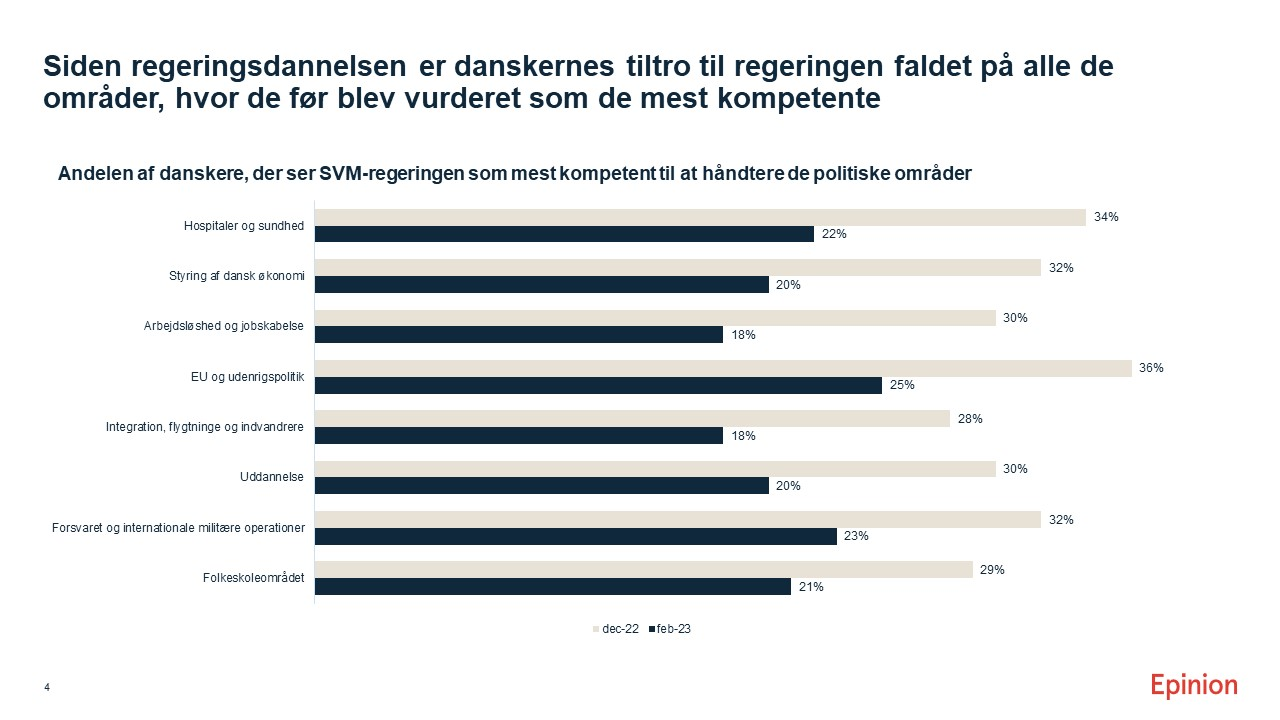 Siden regeringsdannelsen er danskernes tiltro til regeringen faldet på alle de
områder, hvor de før blev vurderet som de mest kompetente
Andelen af danskere, der ser SVM-regeringen som mest kompetent til at håndtere de politiske områder
Hospitaler og sundhed
34%
22%
Styring af dansk økonomi
32%
20%
Arbejdsløshed og jobskabelse
30%
18%
EU og udenrigspolitik
36%
25%
Integration, flygtninge og indvandrere
28%
18%
Uddannelse
30%
20%
Forsvaret og internationale militære operationer
32%
23%
Folkeskoleområdet
29%
21%
dec-22 feb-23
4
Epinion